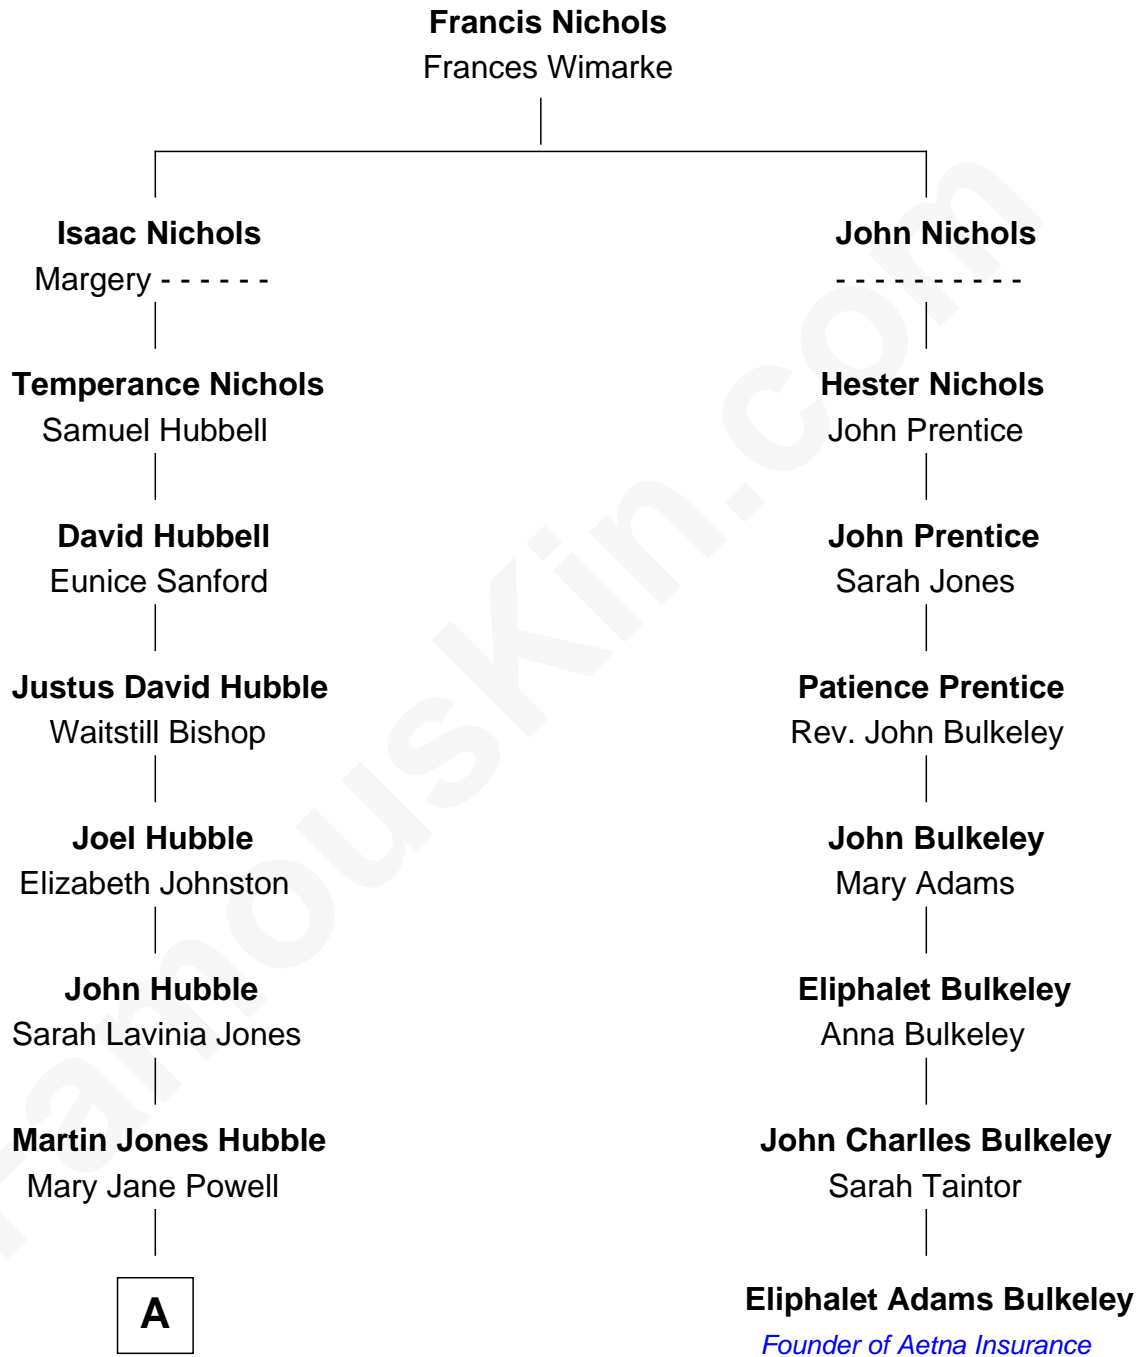 Francis Nichols
Frances Wimarke
Isaac Nichols
Margery - - - - - -
John Nichols
- - - - - - - - - -
Temperance Nichols
Samuel Hubbell
Hester Nichols
John Prentice
David Hubbell
Eunice Sanford
John Prentice
Sarah Jones
Justus David Hubble
Waitstill Bishop
Patience Prentice
Rev. John Bulkeley
Joel Hubble
Elizabeth Johnston
John Bulkeley
Mary Adams
John Hubble
Sarah Lavinia Jones
Eliphalet Bulkeley
Anna Bulkeley
Martin Jones Hubble
Mary Jane Powell
John Charlles Bulkeley
Sarah Taintor
A
Eliphalet Adams Bulkeley
Founder of Aetna Insurance
FamousKin.com